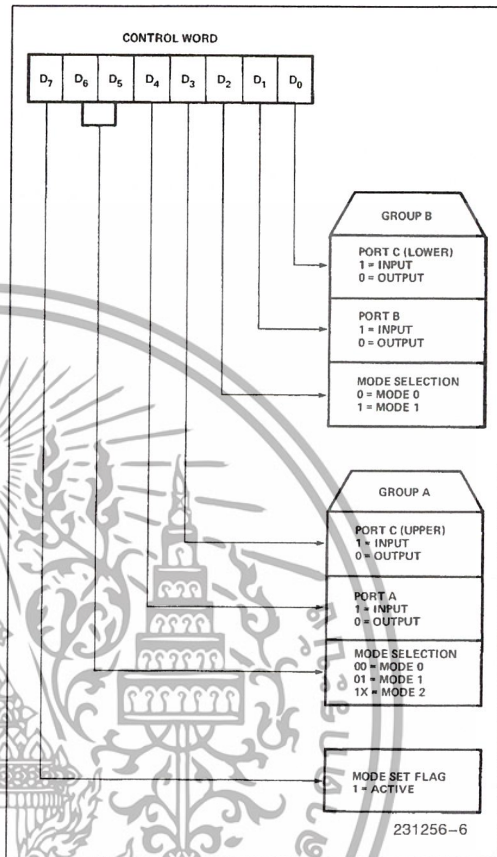 CONTROL WORD
D7 D6 D5 D4 D3 D2 D1 D0
GROUP B
PORT C (LOWER)
1 = INPUT
0 = OUTPUT
PORT B
1 = INPUT
0 = OUTPUT
MODE SELECTION
0 = MODE 0
1 = MODE 1
GROUP A
PORT C (UPPER)
1 = INPUT
0 = OUTPUT
PORT A
1 = INPUT
0 = OUTPUT
MODE SELECTION
00 = MODE 0
01 = MODE 1
1X = MODE 2
MODE SET FLAG
1 = ACTIVE
231256–6